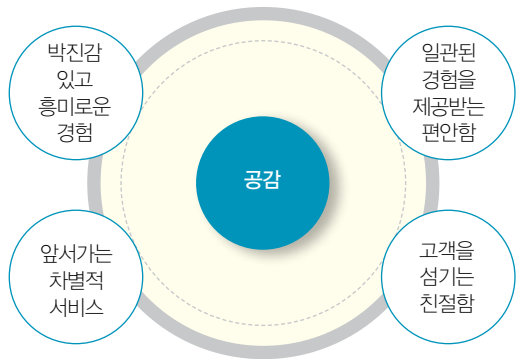 박진감
있고
흥미로운
경험
일관된
경험을
제공받는
편안함
공감
앞서가는
차별적
서비스
고객을
섬기는
친절함